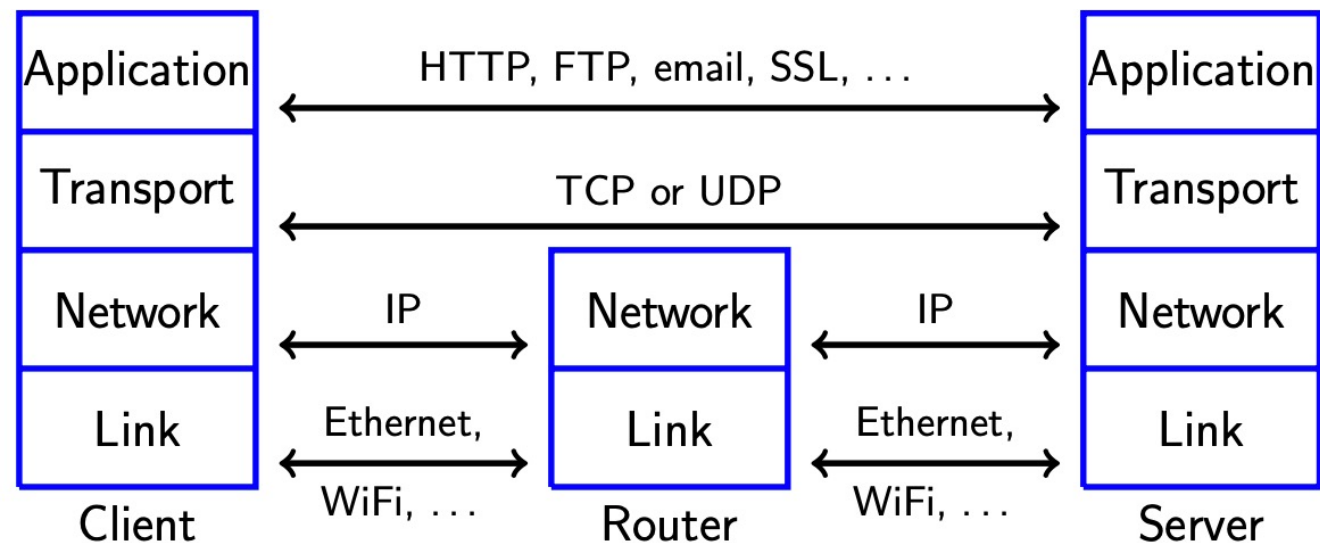 Application HTTP, FTP, email, SSL, . . . Application
Transport TCP or UDP Transport
Network IP Network IP Network
Link Ethernet, Link Ethernet, Link
WiFi, . . . WiFi, . . .
Client Router Server